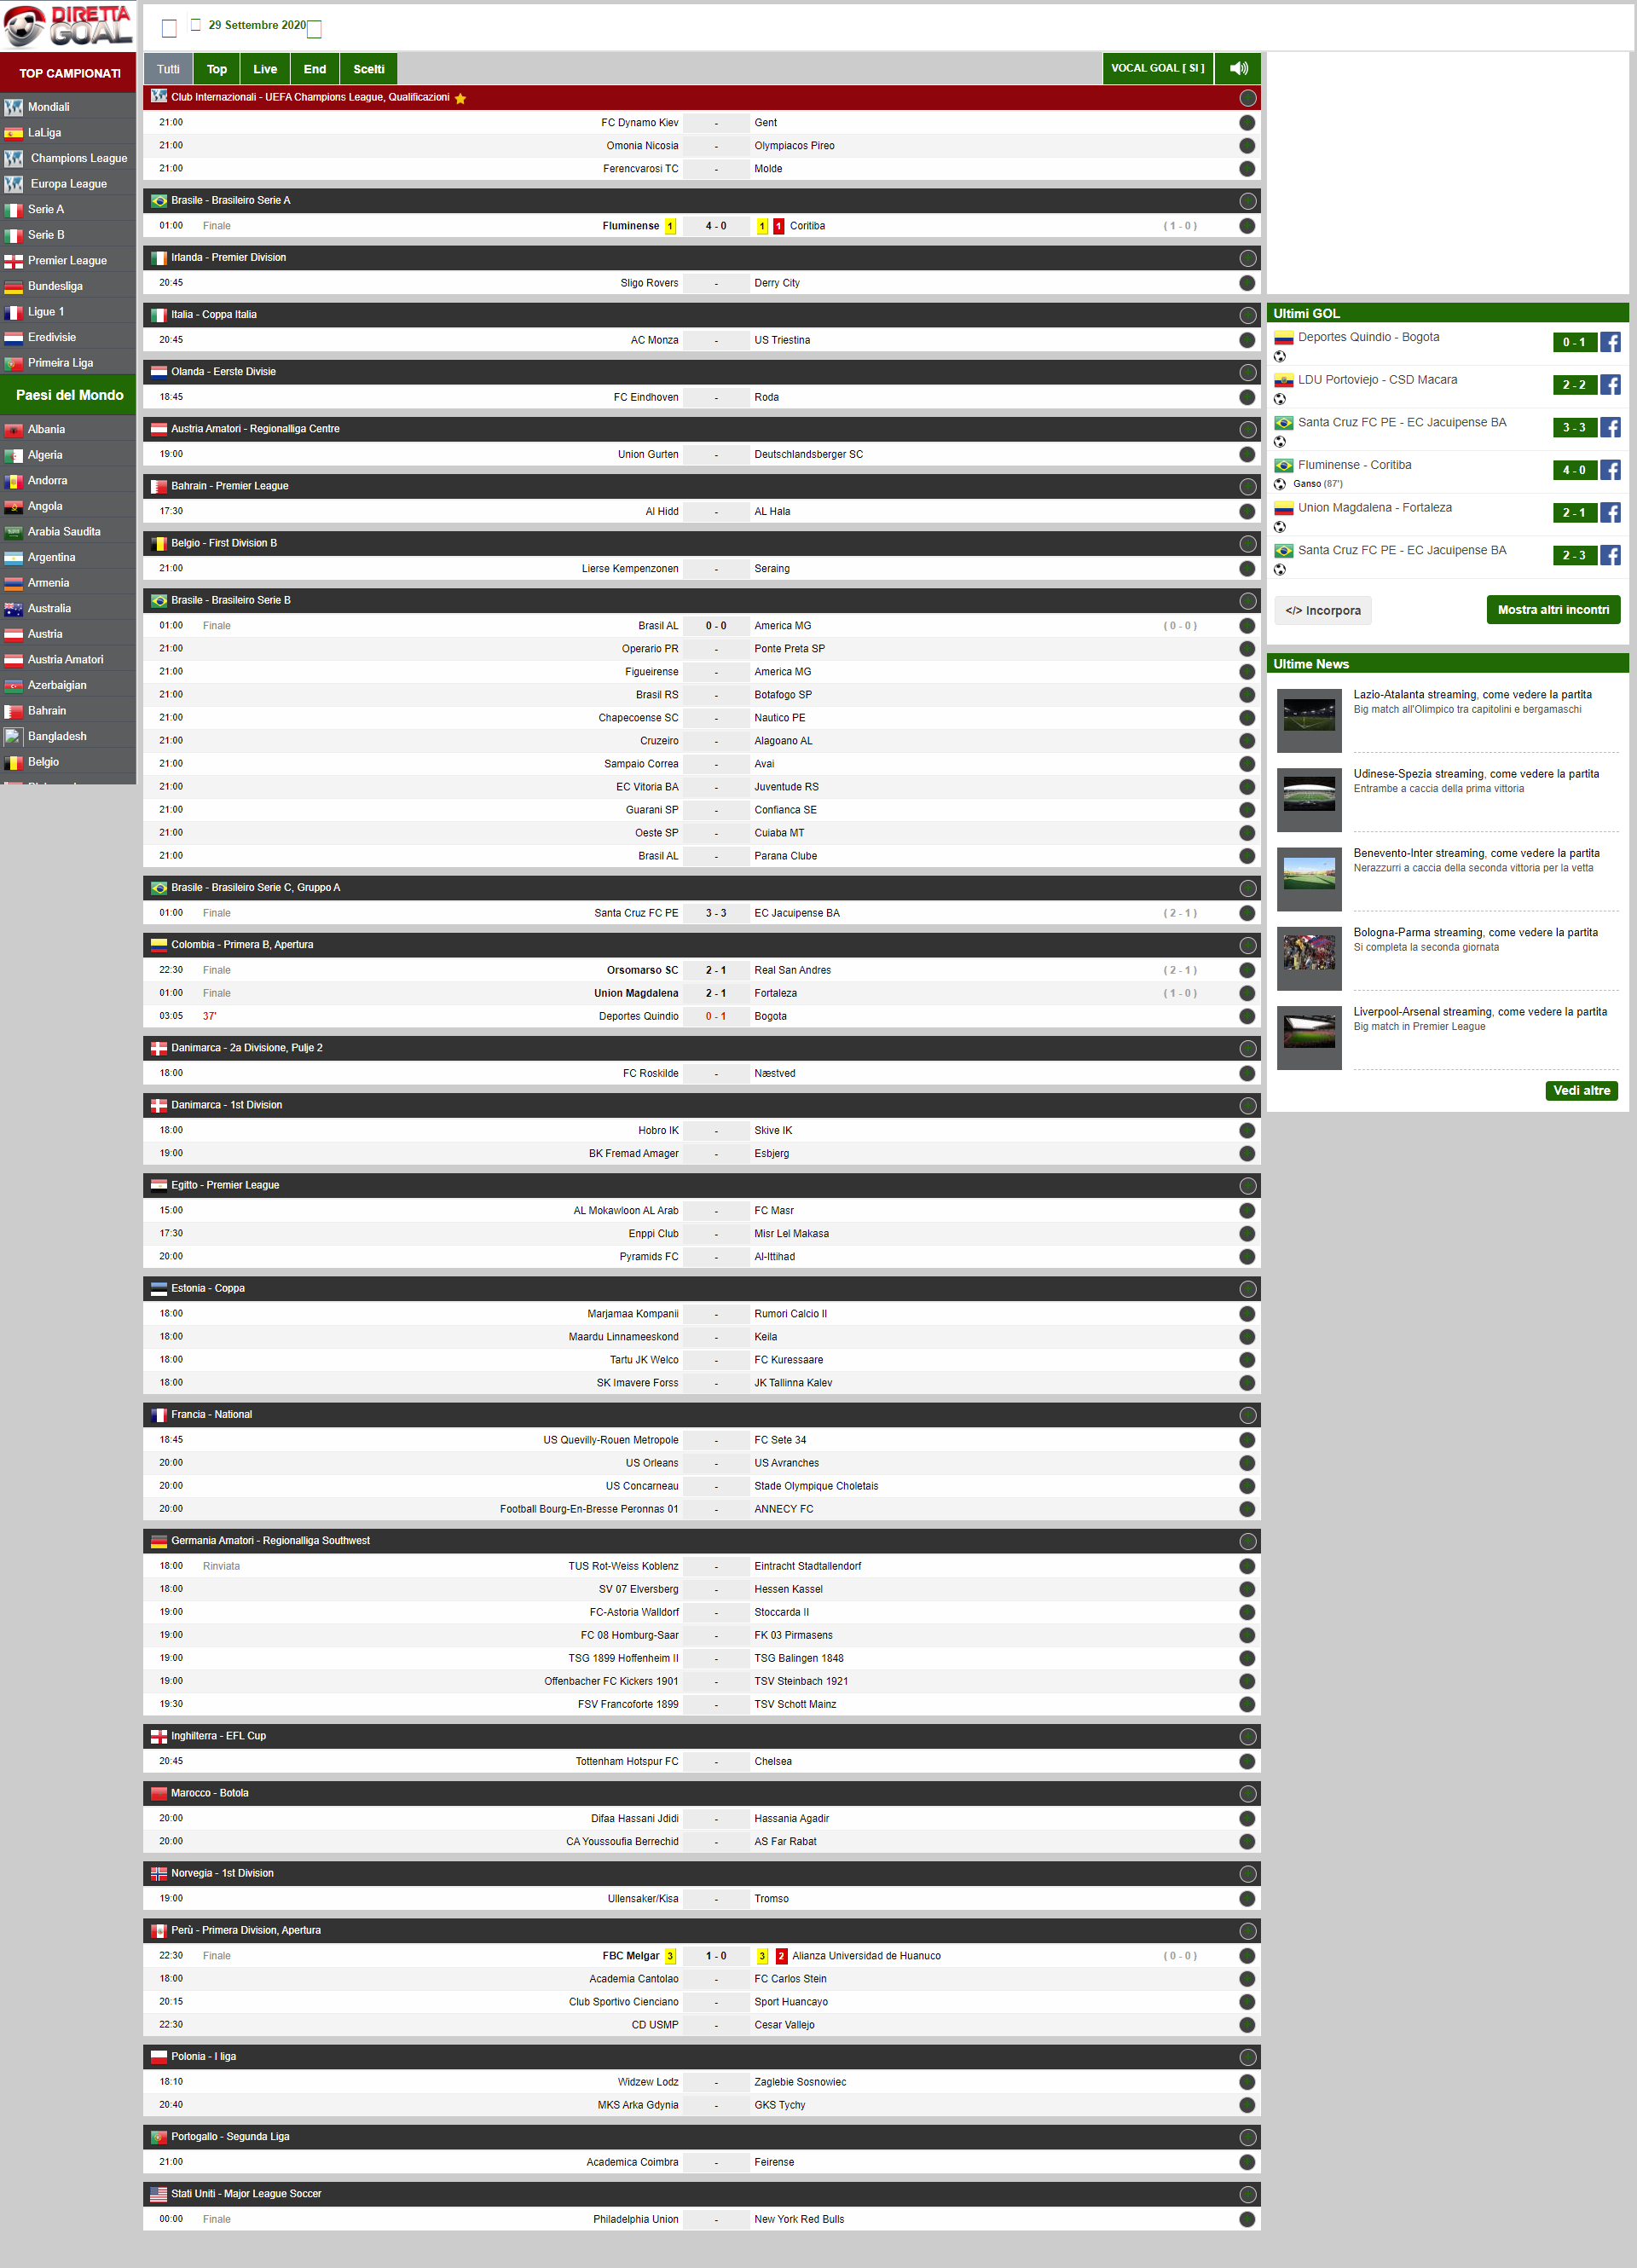 DIRETTA
GOAL
29 Settembre 2020
TOP CAMPIONATI
Mondiali
LaLiga
Champions League
Europa League
Serie A
Serie B
Premier League
Bundesliga
Ligue 1
Eredivisie
Primeira Liga
Paesi del Mondo
Albania
Algeria
Andorra
Angola
Arabia Saudita
Argentina
Armenia
Australia
Austria
Austria Amatori
Azerbaigian
Bahrain
Bangladesh
Belgio
Tutti Top Live End Scelti VOCAL GOAL [ SI ]
Club Internazionali - UEFA Champions League, Qualificazioni
21:00 FC Dynamo Kiev - Gent
21:00 Omonia Nicosia - Olympiacos Pireo
21:00 Ferencvarosi TC - Molde
Brasile - Brasileiro Serie A
01:00 Finale Fluminense 1 4 - 0 1 1 Coritiba ( 1 - 0 )
Irlanda - Premier Division
20:45 Sligo Rovers - Derry City
Italia - Coppa Italia
20:45 AC Monza - US Triestina
Olanda - Eerste Divisie
18:45 FC Eindhoven - Roda
Austria Amatori - Regionalliga Centre
19:00 Union Gurten - Deutschlandsberger SC
Bahrain - Premier League
17:30 Al Hidd - AL Hala
Belgio - First Division B
21:00 Lierse Kempenzonen - Seraing
Brasile - Brasileiro Serie B
01:00 Finale Brasil AL 0 - 0 America MG ( 0 - 0 )
21:00 Operario PR - Ponte Preta SP
21:00 Figueirense - America MG
21:00 Brasil RS - Botafogo SP
21:00 Chapecoense SC - Nautico PE
21:00 Cruzeiro - Alagoano AL
21:00 Sampaio Correa - Avai
21:00 EC Vitoria BA - Juventude RS
21:00 Guarani SP - Confianca SE
21:00 Oeste SP - Cuiaba MT
21:00 Brasil AL - Parana Clube
Brasile - Brasileiro Serie C, Gruppo A
01:00 Finale Santa Cruz FC PE 3 - 3 EC Jacuipense BA ( 2 - 1 )
Colombia - Primera B, Apertura
22:30 Finale Orsomarso SC 2 - 1 Real San Andres ( 2 - 1 )
01:00 Finale Union Magdalena 2 - 1 Fortaleza ( 1 - 0 )
03:05 37' Deportes Quindio 0 - 1 Bogota
Danimarca - 2a Divisione, Pulje 2
18:00 FC Roskilde - Næstved
Danimarca - 1st Division
18:00 Hobro IK - Skive IK
19:00 BK Fremad Amager - Esbjerg
Egitto - Premier League
15:00 AL Mokawloon AL Arab - FC Masr
17:30 Enppi Club - Misr Lel Makasa
20:00 Pyramids FC - Al-Ittihad
Estonia - Coppa
18:00 Marjamaa Kompanii - Rumori Calcio II
18:00 Maardu Linnameeskond - Keila
18:00 Tartu JK Welco - FC Kuressaare
18:00 SK Imavere Forss - JK Tallinna Kalev
Francia - National
18:45 US Quevilly-Rouen Metropole - FC Sete 34
20:00 US Orleans - US Avranches
20:00 US Concarneau - Stade Olympique Choletais
20:00 Football Bourg-En-Bresse Peronnas 01 - ANNECY FC
Germania Amatori - Regionalliga Southwest
18:00 Rinviata TUS Rot-Weiss Koblenz - Eintracht Stadtallendorf
18:00 SV 07 Elversberg - Hessen Kassel
19:00 FC-Astoria Walldorf - Stoccarda II
19:00 FC 08 Homburg-Saar - FK 03 Pirmasens
19:00 TSG 1899 Hoffenheim II - TSG Balingen 1848
19:00 Offenbacher FC Kickers 1901 - TSV Steinbach 1921
19:30 FSV Francoforte 1899 - TSV Schott Mainz
Inghilterra - EFL Cup
20:45 Tottenham Hotspur FC - Chelsea
Marocco - Botola
20:00 Difaa Hassani Jdidi - Hassania Agadir
20:00 CA Youssoufia Berrechid - AS Far Rabat
Norvegia - 1st Division
19:00 Ullensaker/Kisa - Tromso
Perù - Primera Division, Apertura
22:30 Finale FBC Melgar 3 1 - 0 3 2 Alianza Universidad de Huanuco ( 0 - 0 )
18:00 Academia Cantolao - FC Carlos Stein
20:15 Club Sportivo Cienciano - Sport Huancayo
22:30 CD USMP - Cesar Vallejo
Polonia - I liga
18:10 Widzew Lodz - Zaglebie Sosnowiec
20:40 MKS Arka Gdynia - GKS Tychy
Portogallo - Segunda Liga
21:00 Academica Coimbra - Feirense
Stati Uniti - Major League Soccer
00:00 Finale Philadelphia Union - New York Red Bulls
Ultimi GOL
Deportes Quindio - Bogota 0 - 1
LDU Portoviejo - CSD Macara 2 - 2
Santa Cruz FC PE - EC Jacuipense BA 3 - 3
Fluminense - Coritiba 4 - 0
Ganso (87')
Union Magdalena - Fortaleza 2 - 1
Santa Cruz FC PE - EC Jacuipense BA 2 - 3
</> Incorpora Mostra altri incontri
Ultime News
Lazio-Atalanta streaming, come vedere la partita
Big match all'Olimpico tra capitolini e bergamaschi
Udinese-Spezia streaming, come vedere la partita
Entrambe a caccia della prima vittoria
Benevento-Inter streaming, come vedere la partita
Nerazzurri a caccia della seconda vittoria per la vetta
Bologna-Parma streaming, come vedere la partita
Si completa la seconda giornata
Liverpool-Arsenal streaming, come vedere la partita
Big match in Premier League
Vedi altre